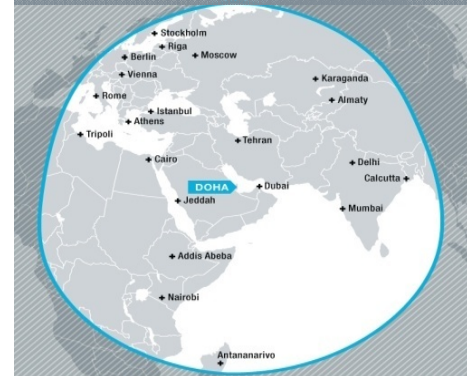 Stockholm
Riga
Moscow
Berlin
Vienna
Karaganda
Rome
Almaty
Istanbul
Athens
Tripoli
Tehran
Cairo
Delhi
Calcutta
DOHA
Dubai
Jeddah
Mumbai
Addis Abeba
Nairobi
Antananarivo